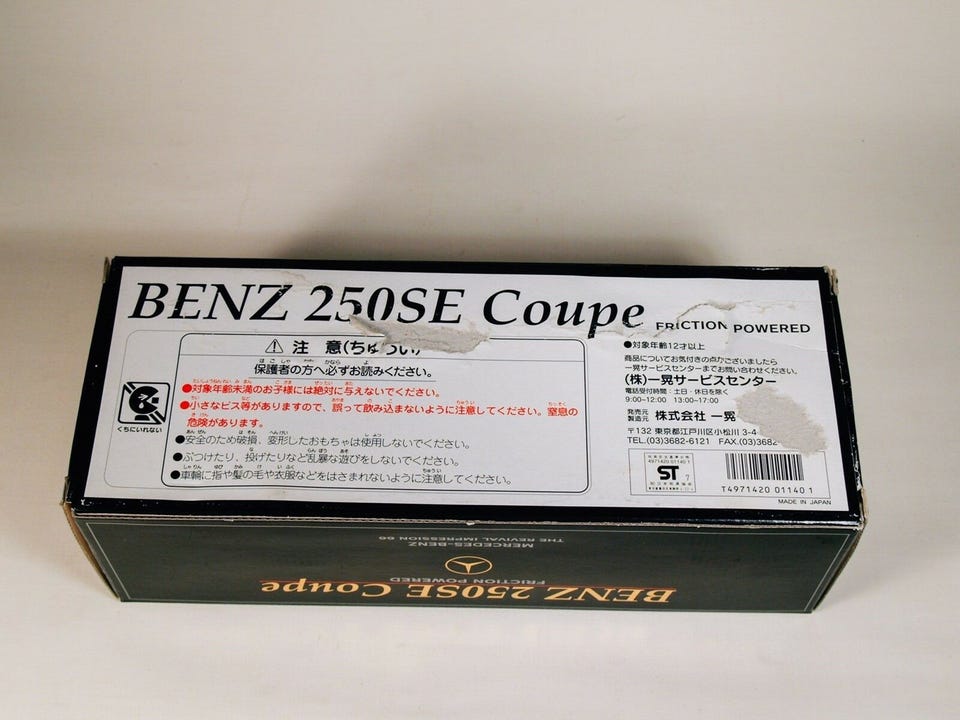 BENZ 250SE Coupe FRICTION POWERED
⚠ 注 意(ちゅうい)
保護者の方へ必ずお読みください。
●対象年齢未満のお子様には絶対に与えないでください。
●小さなビス等がありますので、誤って飲み込まないように注意してください。窒息の
危険があります。
●安全のため破損、変形したおもちゃは使用しないでください。
●ぶつけたり、投げたりなど乱暴な遊びをしないでください。
●車輪に指や髪の毛や衣服などをはさまれないように注意してください。
くちにいれない
●対象年齢12才以上
商品についてお気付きの点がございましたら
一晃サービスセンターまでお問い合わせください。
(株)一晃サービスセンター
電話受付時間:土日・休日を除く
9:00-12:00 13:00-17:00
発売元
製造元 株式会社 一晃
〒132 東京都江戸川区小松川 3-4
TEL.(03)3682-6121 FAX.(03)3682-
4971420 01140 1
ST 7
T4971420 01140 1
MADE IN JAPAN
THE REVIVAL IMPRESSION 66
MERCEDES-BENZ
FRICTION POWERED
BENZ 250SE Coupe